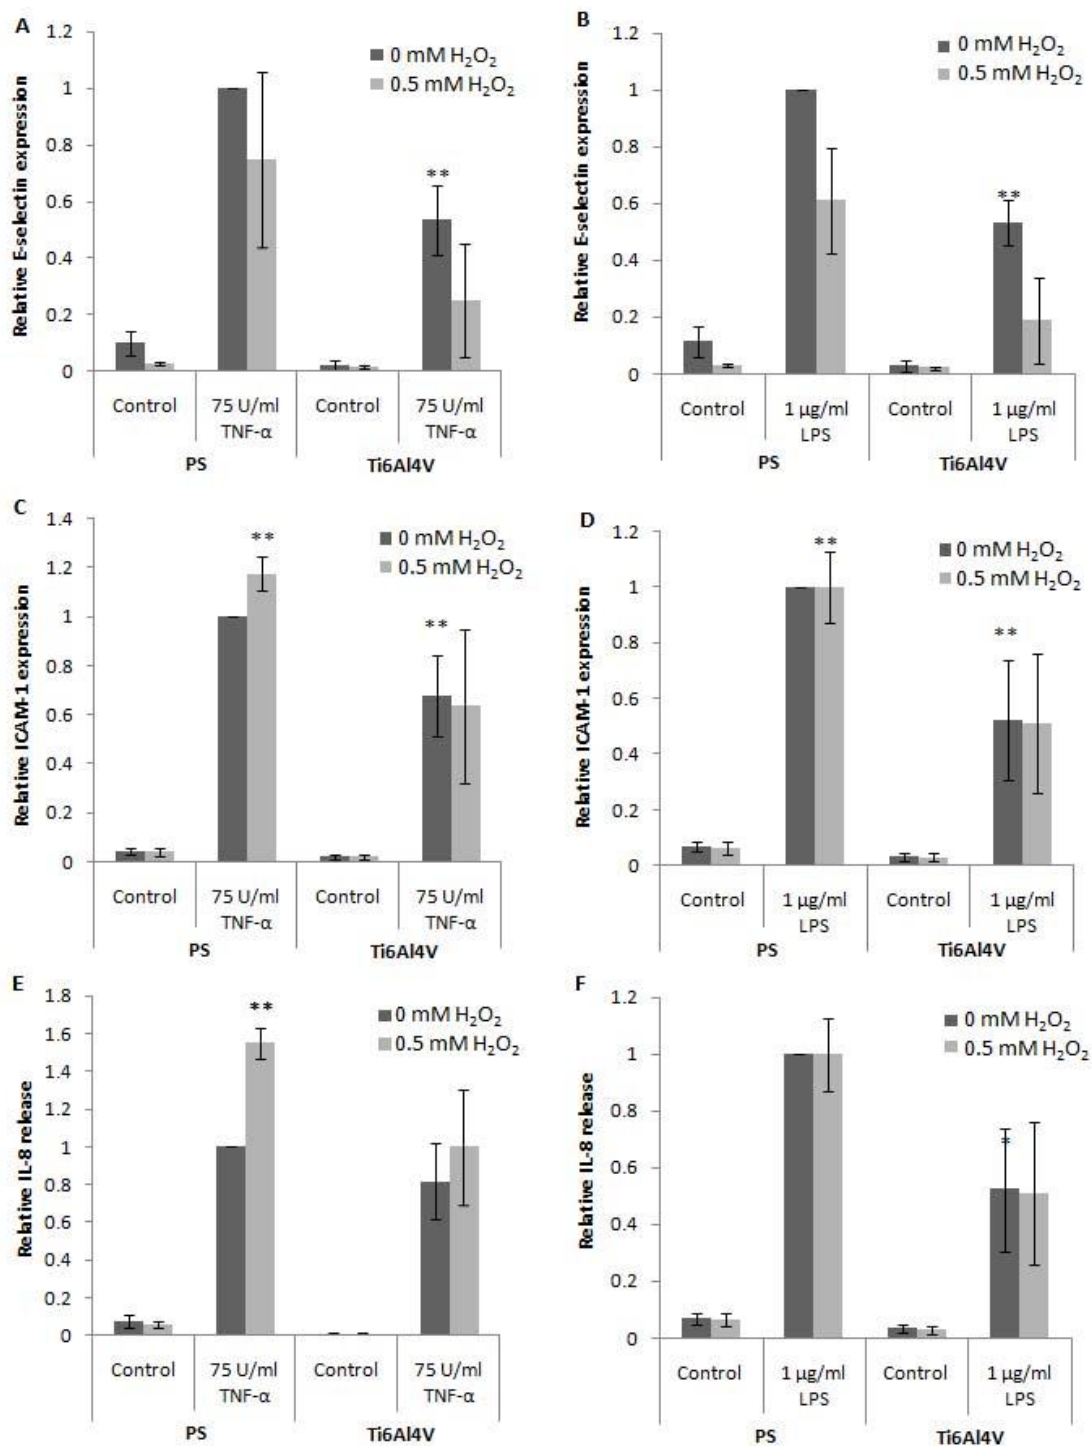 A
Relative E-selectin expression
1.2
1
0.8
0.6
0.4
0.2
0
0 mM H₂O₂
0.5 mM H₂O₂
**
Control
75 U/ml
TNF-α
Control
75 U/ml
TNF-α
PS
Ti6Al4V
B
Relative E-selectin expression
1.2
1
0.8
0.6
0.4
0.2
0
0 mM H₂O₂
0.5 mM H₂O₂
**
Control
1 µg/ml
LPS
Control
1 µg/ml
LPS
PS
Ti6Al4V
C
Relative ICAM-1 expression
1.4
1.2
1
0.8
0.6
0.4
0.2
0
0 mM H₂O₂
0.5 mM H₂O₂
**
**
Control
75 U/ml
TNF-α
Control
75 U/ml
TNF-α
PS
Ti6Al4V
D
Relative ICAM-1 expression
1.2
1
0.8
0.6
0.4
0.2
0
0 mM H₂O₂
0.5 mM H₂O₂
**
**
Control
1 µg/ml
LPS
Control
1 µg/ml
LPS
PS
Ti6Al4V
E
Relative IL-8 release
1.8
1.6
1.4
1.2
1
0.8
0.6
0.4
0.2
0
0 mM H₂O₂
0.5 mM H₂O₂
**
Control
75 U/ml
TNF-α
Control
75 U/ml
TNF-α
PS
Ti6Al4V
F
Relative IL-8 release
1.2
1
0.8
0.6
0.4
0.2
0
0 mM H₂O₂
0.5 mM H₂O₂
*
Control
1 µg/ml
LPS
Control
1 µg/ml
LPS
PS
Ti6Al4V